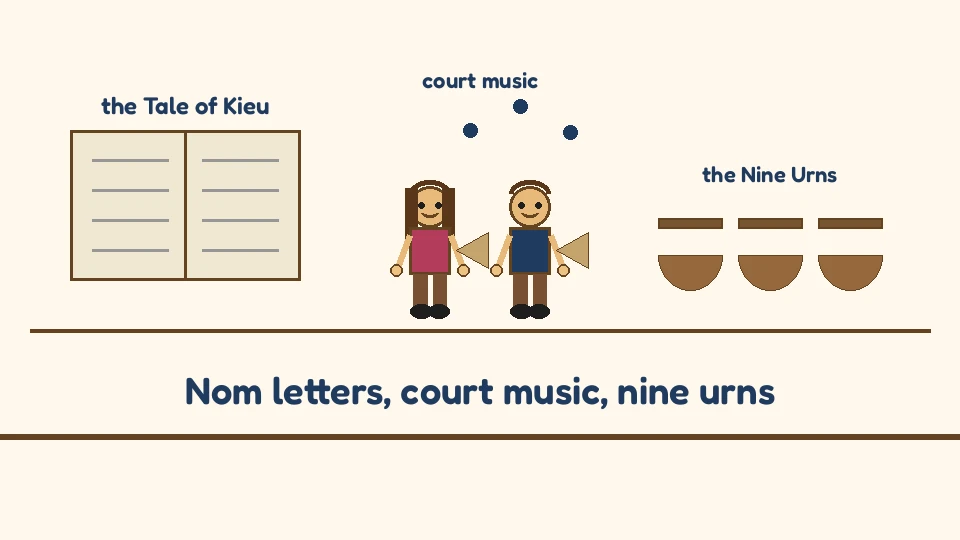 court music
the Tale of Kieu
the Nine Urns
Nom letters, court music, nine urns